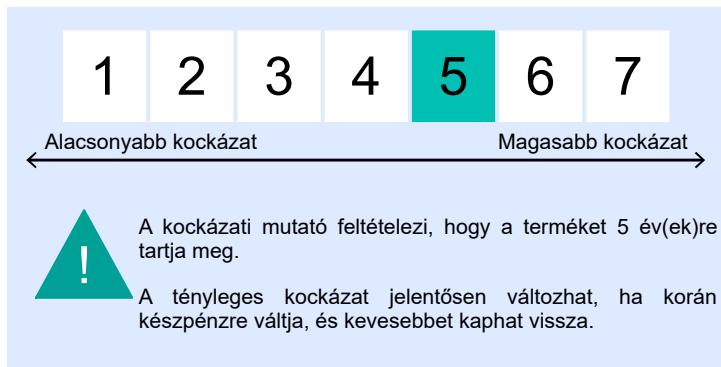 1 2 3 4 5 6 7
Alacsonyabb kockázat Magasabb kockázat
!
A kockázati mutató feltételezi, hogy a terméket 5 év(ek)re
tartja meg.
A tényleges kockázat jelentősen változhat, ha korán
készpénzre váltja, és kevesebbet kaphat vissza.